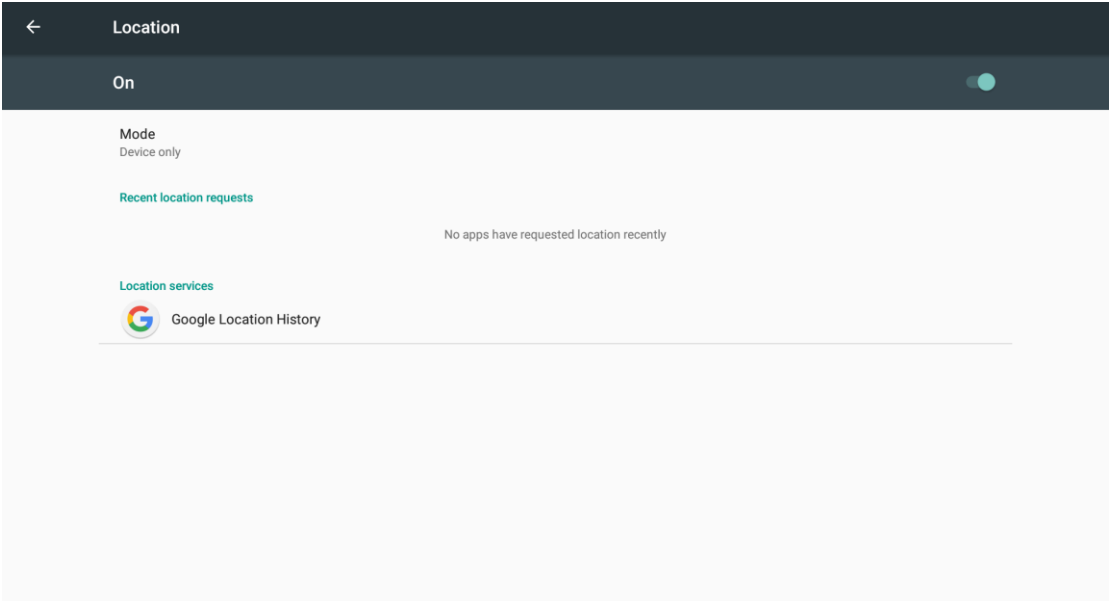 Location
On
Mode
Device only
Recent location requests
No apps have requested location recently
Location services
Google Location History